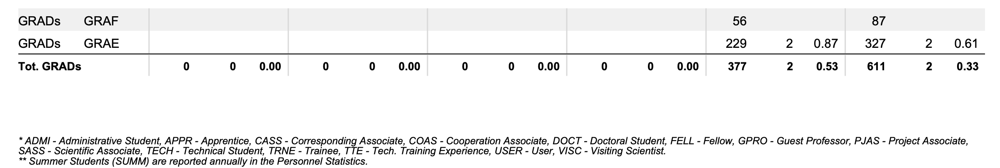 GRADs GRAF 56 87
GRADs GRAE 229 2 0.87 327 2 0.61
Tot. GRADs 0 0 0.00 0 0 0.00 0 0 0.00 0 0 0.00 377 2 0.53 611 2 0.33
* ADMI - Administrative Student, APPR - Apprentice, CASS - Corresponding Associate, COAS - Cooperation Associate, DOCT - Doctoral Student, FELL - Fellow, GPRO - Guest Professor, PJAS - Project Associate,
SASS - Scientific Associate, TECH - Technical Student, TRNE - Trainee, TTE - Tech. Training Experience, USER - User, VISC - Visiting Scientist.
** Summer Students (SUMM) are reported annually in the Personnel Statistics.